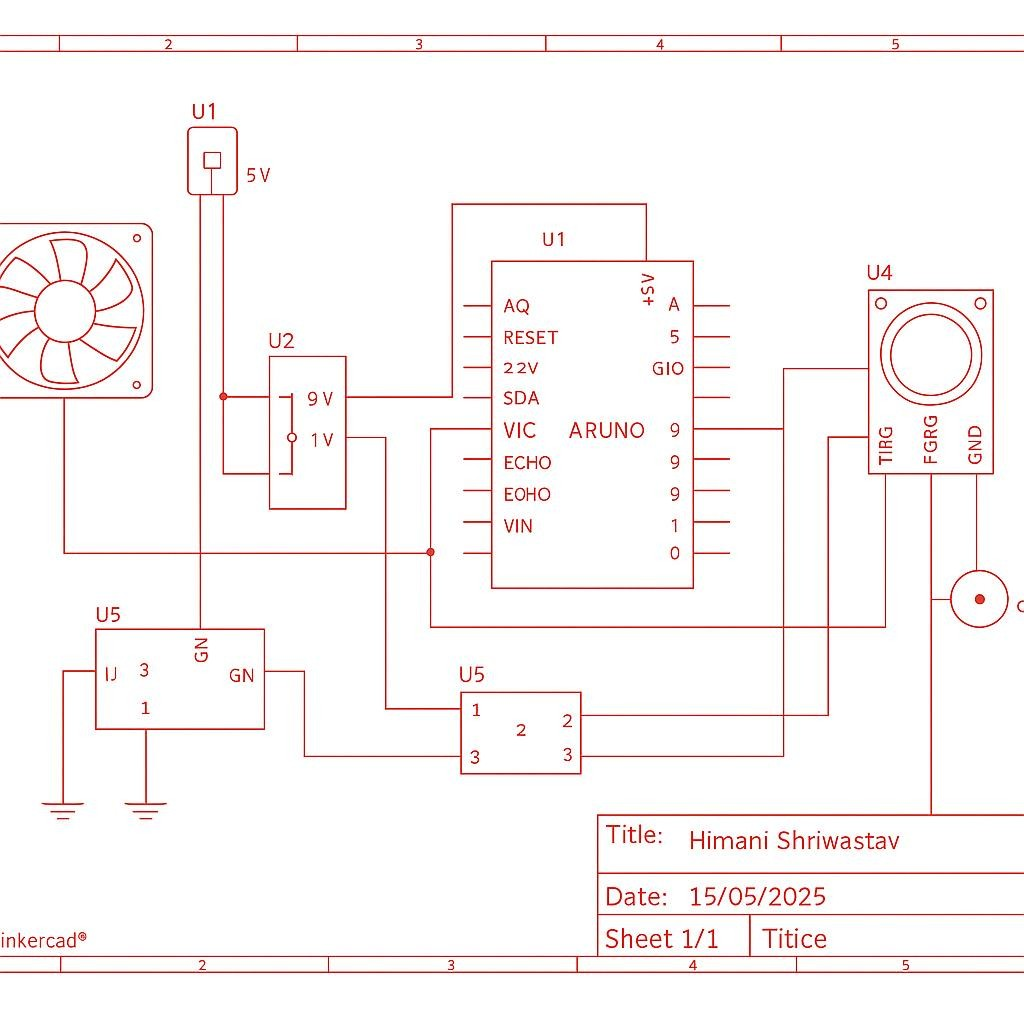 2 3 4 5
U1
5V
U1
U4
+5V
AQ A
RESET 5
22V GIO
SDA
VIC ARUNO 9
ECHO 9
EOHO 9
VIN 1
0
U2
9V
1V
TIRG FGRG GND
U5
GN
IJ 3 GN
1
U5
1 2
2
3 3
Title: Himani Shriwastav
Date: 15/05/2025
Sheet 1/1 Titice
inkercad®
2 3 4 5